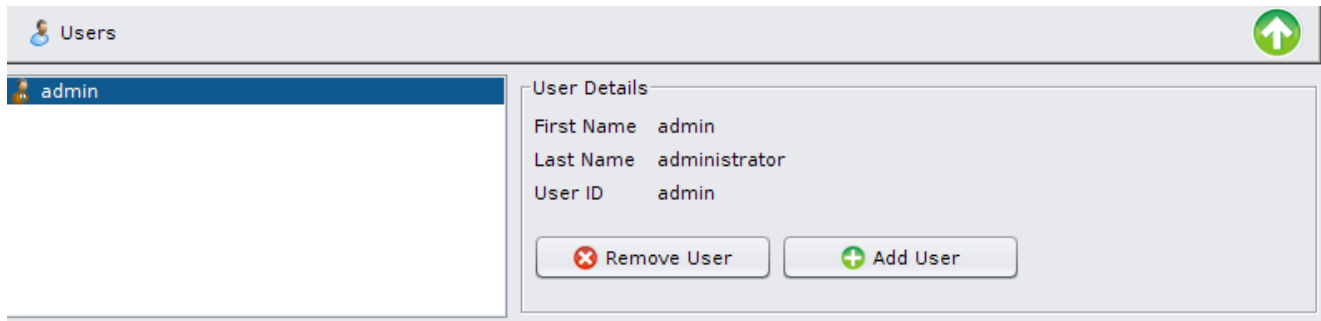 Users
admin
User Details
First Name admin
Last Name administrator
User ID admin
Remove User Add User